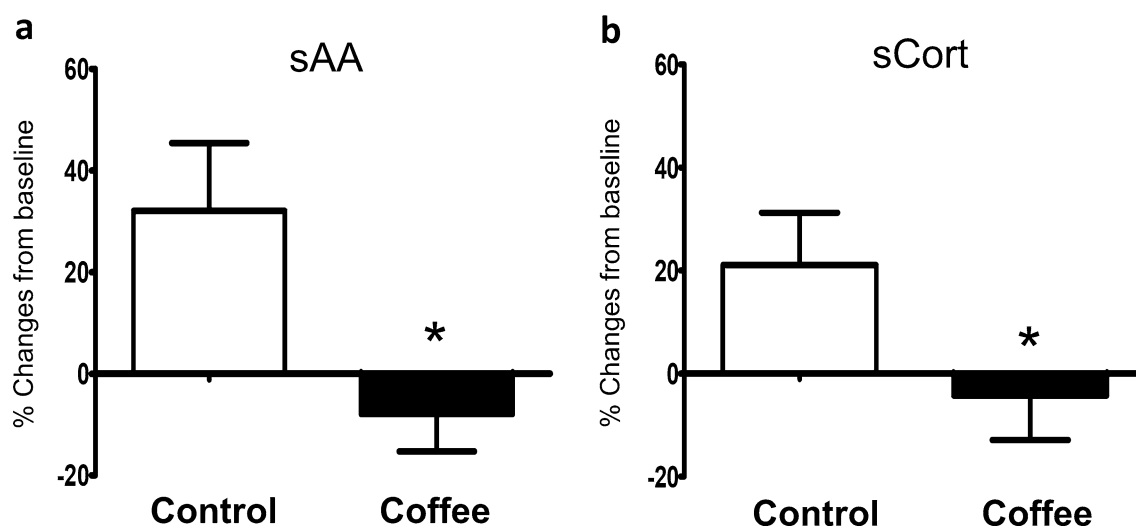 a
sAA
% Changes from baseline
60
40
20
0
-20
*
Control Coffee
b
sCort
% Changes from baseline
60
40
20
0
-20
*
Control Coffee